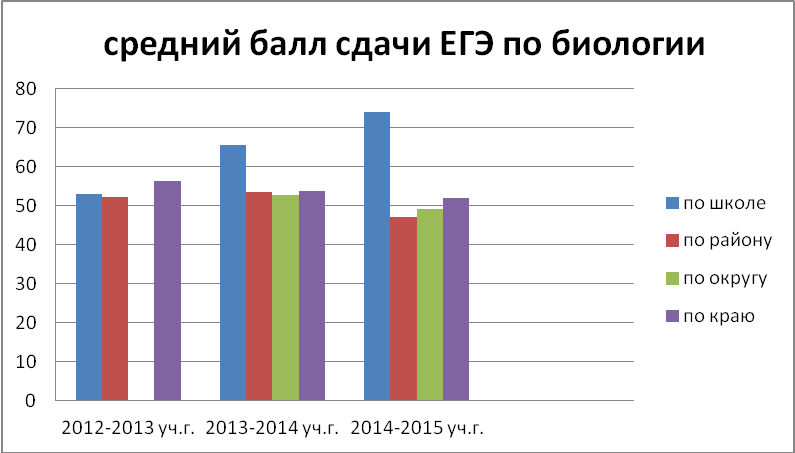 средний балл сдачи ЕГЭ по биологии
80
70
60
50
40
30
20
10
0
2012-2013 уч.г.
2013-2014 уч.г.
2014-2015 уч.г.
по школе
по району
по округу
по краю